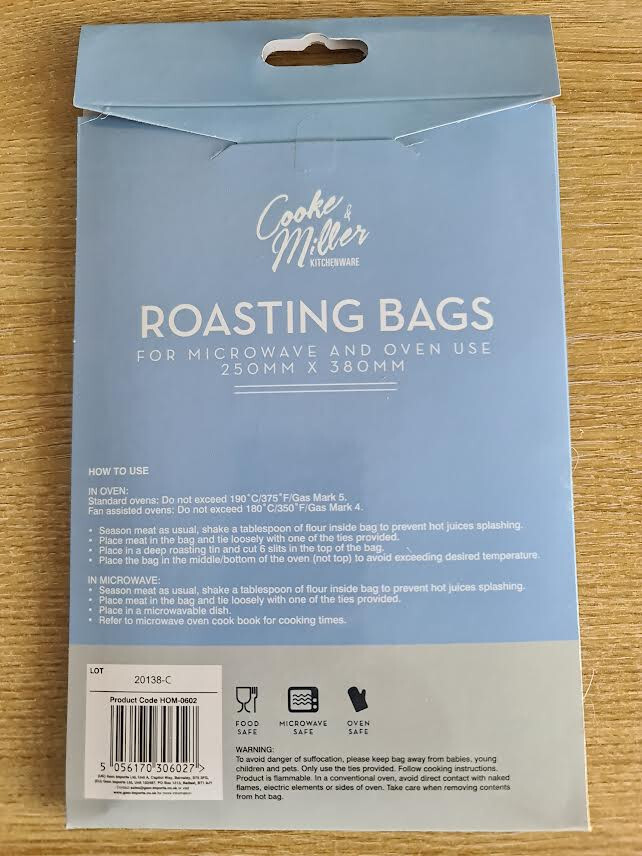 Cooke
&
Miller
KITCHENWARE
ROASTING BAGS
FOR MICROWAVE AND OVEN USE
250MM X 380MM
HOW TO USE
IN OVEN:
Standard ovens: Do not exceed 190˚C/375˚F/Gas Mark 5.
Fan assisted ovens: Do not exceed 180˚C/350˚F/Gas Mark 4.
• Season meat as usual, shake a tablespoon of flour inside bag to prevent hot juices splashing.
• Place meat in the bag and tie loosely with one of the ties provided.
• Place in a deep roasting tin and cut 6 slits in the top of the bag.
• Place the bag in the middle/bottom of the oven (not top) to avoid exceeding desired temperature.
IN MICROWAVE:
• Season meat as usual, shake a tablespoon of flour inside bag to prevent hot juices splashing.
• Place meat in the bag and tie loosely with one of the ties provided.
• Place in a microwavable dish.
• Refer to microwave oven cook book for cooking times.
LOT
20138-C
Product Code HOM-0602
5 056170 306027 >
FOOD
SAFE
MICROWAVE
SAFE
OVEN
SAFE
WARNING:
To avoid danger of suffocation, please keep bag away from babies, young
children and pets. Only use the ties provided. Follow cooking instructions.
Product is flammable. In a conventional oven, avoid direct contact with naked
flames, electric elements or sides of oven. Take care when removing contents
from hot bag.